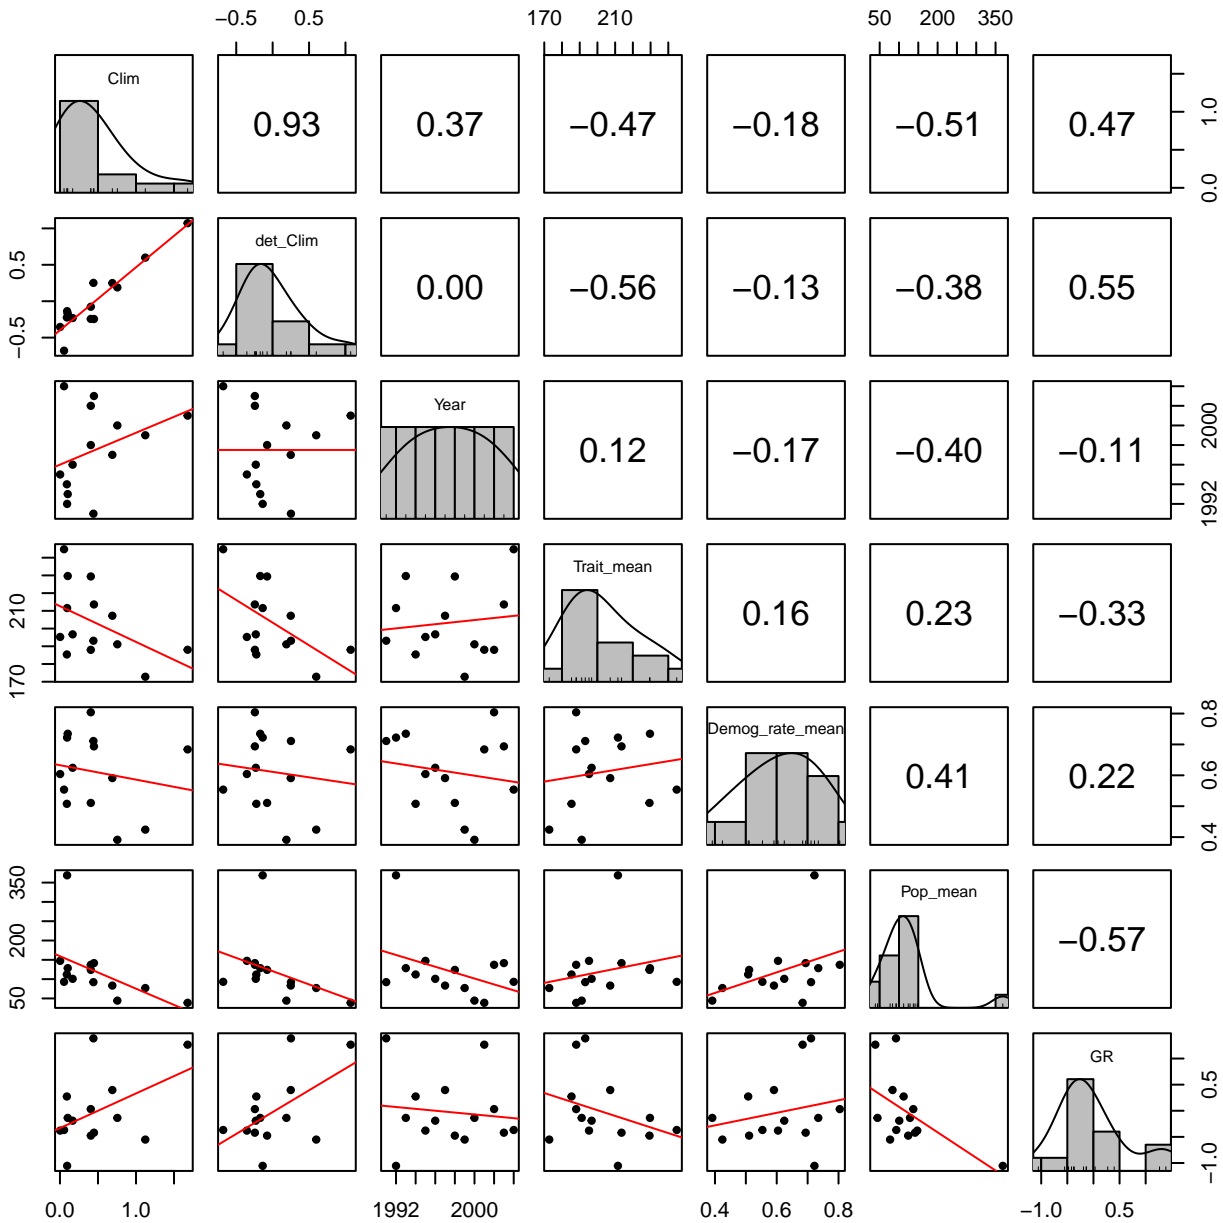 −0.5 0.5 170 210 50 200 350
Clim 0.93 0.37 −0.47 −0.18 −0.51 0.47 0.0 1.0
−0.5 0.5 det_Clim 0.00 −0.56 −0.13 −0.38 0.55
Year 0.12 −0.17 −0.40 −0.11 1992 2000
170 210 Trait_mean 0.16 0.23 −0.33
Demog_rate_mean 0.41 0.22 0.4 0.6 0.8
50 200 350 Pop_mean −0.57
GR −1.0 0.5
0.0 1.0 1992 2000 0.4 0.6 0.8 −1.0 0.5